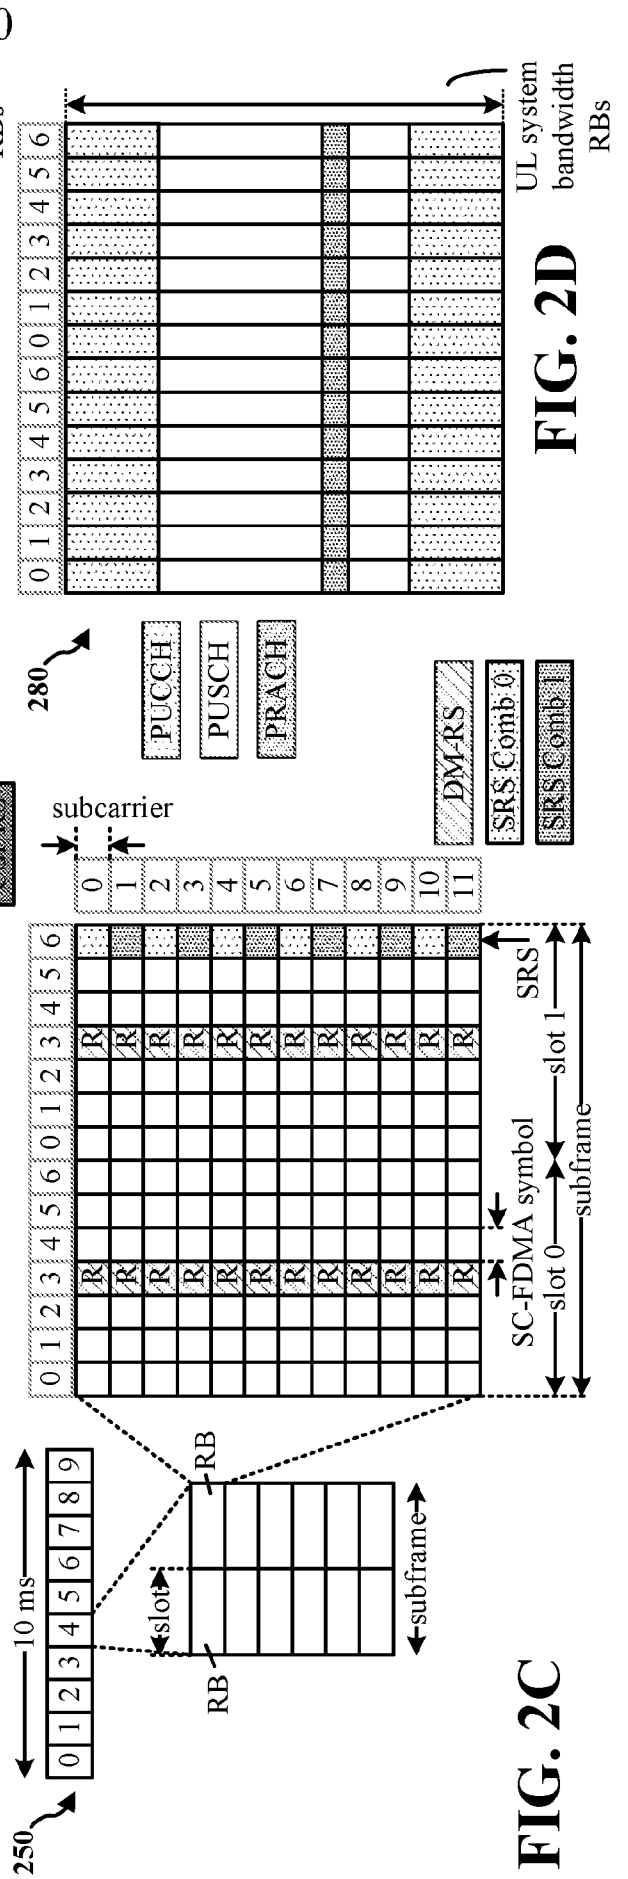 250
10 ms
0 1 2 3 4 5 6 7 8 9
slot
RB
RB
subframe
0 1 2 3 4 5 6 0 1 2 3 4 5 6
subcarrier
0
1
2
3
4
5
6
7
8
9
10
11
R R
R R
R R
R R
R R
R R
R R
R R
R R
R R
R R
R R
SC-FDMA symbol
SRS
slot 0
slot 1
subframe
DM-RS
SRS Comb 0
SRS Comb 1
FIG. 2C
280
0 1 2 3 4 5 6 0 1 2 3 4 5 6
PUCCH
PUSCH
PRACH
UL system
bandwidth
RBs
FIG. 2D